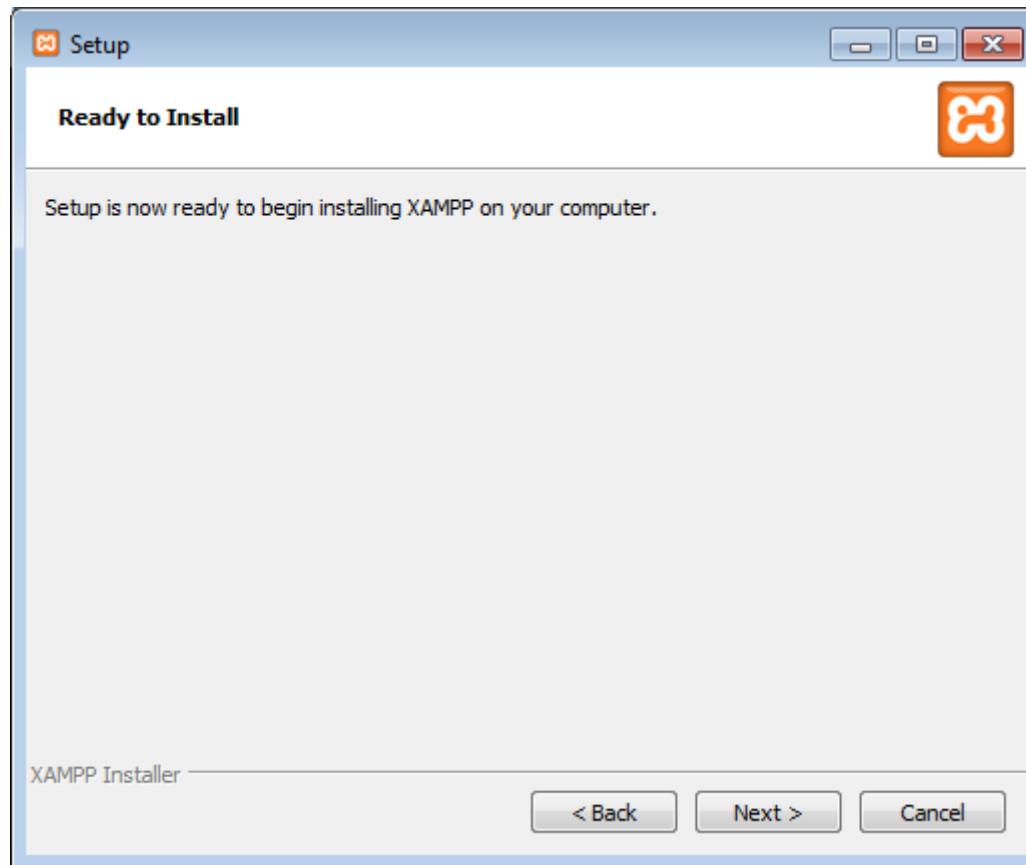 Setup
Ready to Install
Setup is now ready to begin installing XAMPP on your computer.
XAMPP Installer
< Back
Next >
Cancel